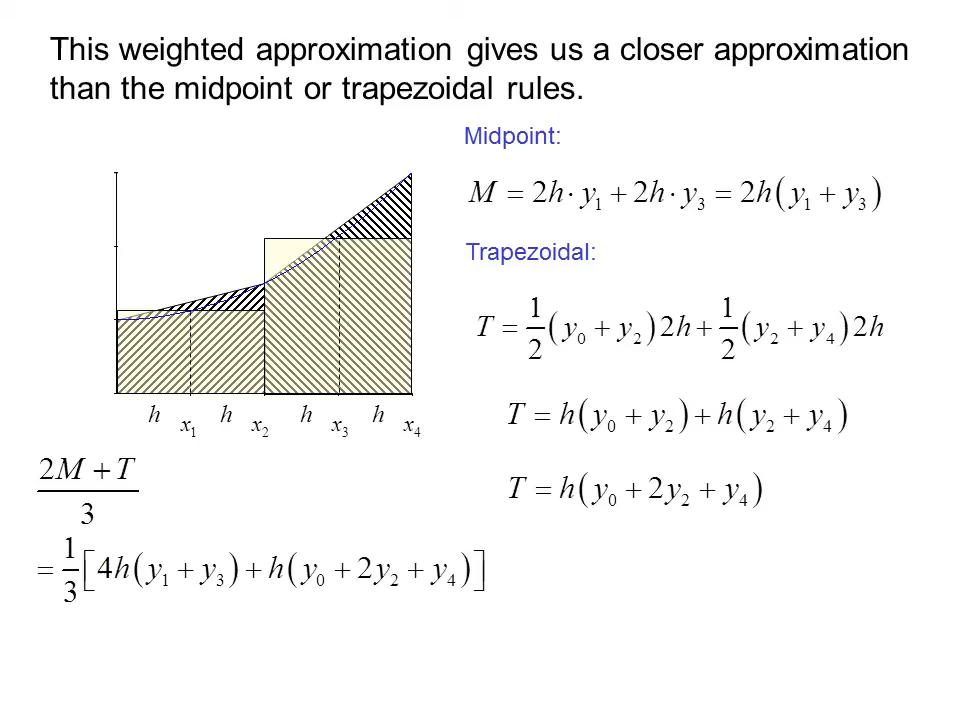 This weighted approximation gives us a closer approximation
than the midpoint or trapezoidal rules.
Midpoint:
M = 2h · y₁ + 2h · y₃ = 2h(y₁ + y₃)
Trapezoidal:
T = 1/2 (y₀ + y₂)2h + 1/2 (y₂ + y₄)2h
T = h(y₀ + y₂) + h(y₂ + y₄)
T = h(y₀ + 2y₂ + y₄)
h x₁ h x₂ h x₃ h x₄
(2M + T)/3
= 1/3 [4h(y₁ + y₃) + h(y₀ + 2y₂ + y₄)]